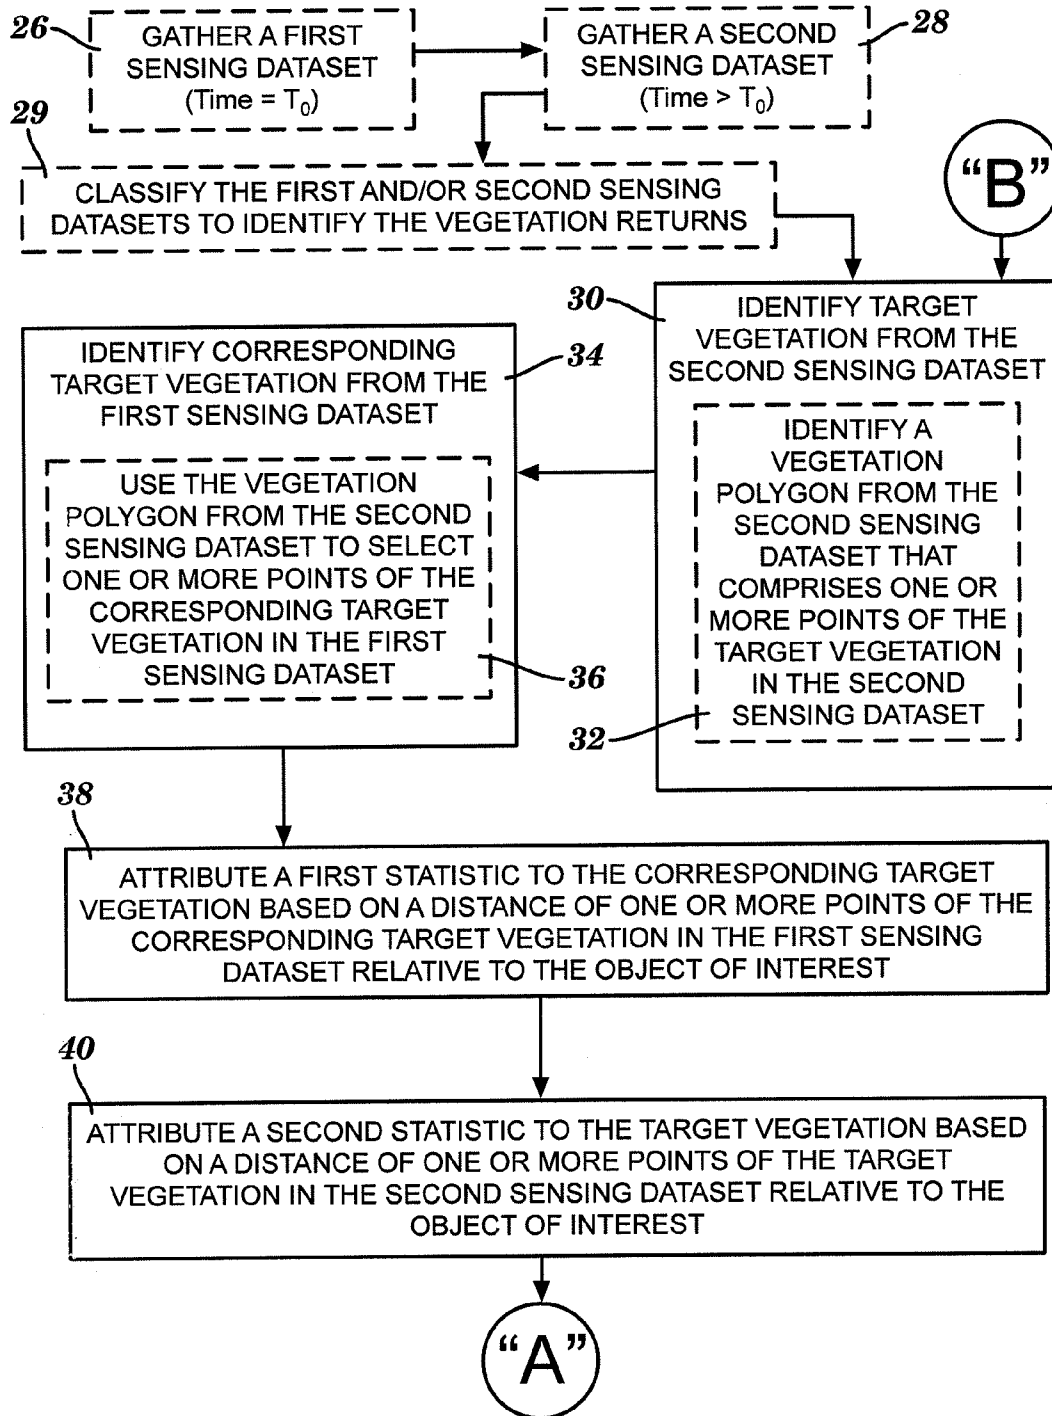 26
GATHER A FIRST
SENSING DATASET
(Time = T0)
28
GATHER A SECOND
SENSING DATASET
(Time > T0)
29
CLASSIFY THE FIRST AND/OR SECOND SENSING
DATASETS TO IDENTIFY THE VEGETATION RETURNS
“B”
30
IDENTIFY TARGET
VEGETATION FROM THE
SECOND SENSING DATASET
IDENTIFY A
VEGETATION
POLYGON FROM THE
SECOND SENSING
DATASET THAT
COMPRISES ONE OR
MORE POINTS OF THE
TARGET VEGETATION
IN THE SECOND
SENSING DATASET
32
34
IDENTIFY CORRESPONDING
TARGET VEGETATION FROM THE
FIRST SENSING DATASET
USE THE VEGETATION
POLYGON FROM THE SECOND
SENSING DATASET TO SELECT
ONE OR MORE POINTS OF THE
CORRESPONDING TARGET
VEGETATION IN THE FIRST
SENSING DATASET
36
38
ATTRIBUTE A FIRST STATISTIC TO THE CORRESPONDING TARGET
VEGETATION BASED ON A DISTANCE OF ONE OR MORE POINTS OF THE
CORRESPONDING TARGET VEGETATION IN THE FIRST SENSING
DATASET RELATIVE TO THE OBJECT OF INTEREST
40
ATTRIBUTE A SECOND STATISTIC TO THE TARGET VEGETATION BASED
ON A DISTANCE OF ONE OR MORE POINTS OF THE TARGET
VEGETATION IN THE SECOND SENSING DATASET RELATIVE TO THE
OBJECT OF INTEREST
“A”